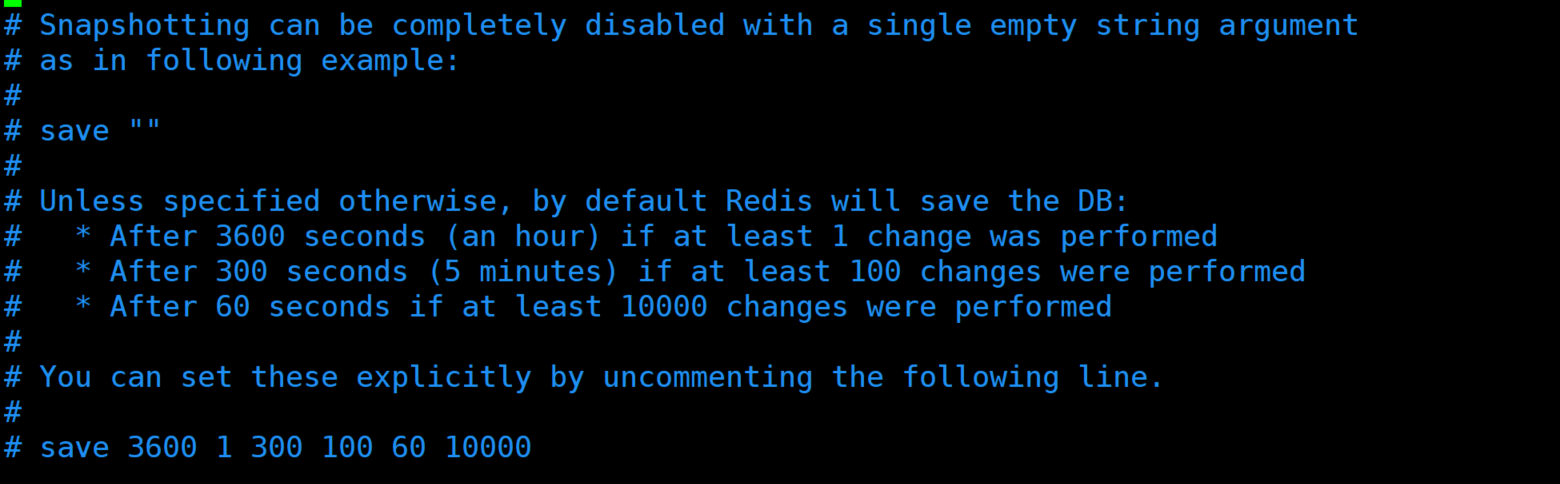 # Snapshotting can be completely disabled with a single empty string argument
# as in following example:
#
# save ""
#
# Unless specified otherwise, by default Redis will save the DB:
#   * After 3600 seconds (an hour) if at least 1 change was performed
#   * After 300 seconds (5 minutes) if at least 100 changes were performed
#   * After 60 seconds if at least 10000 changes were performed
#
# You can set these explicitly by uncommenting the following line.
#
# save 3600 1 300 100 60 10000